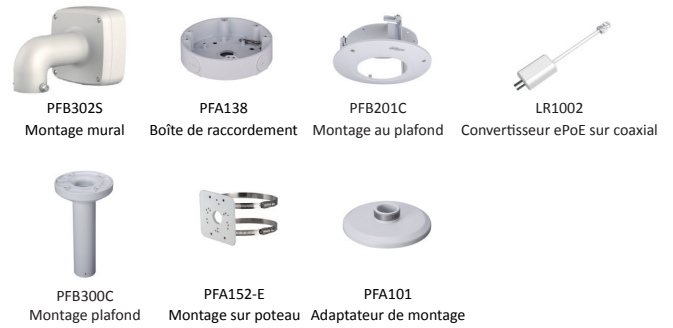 PFB302S
Montage mural
PFA138
Boîte de raccordement
PFB201C
Montage au plafond
LR1002
Convertisseur ePoE sur coaxial
PFB300C
Montage plafond
PFA152-E
Montage sur poteau
PFA101
Adaptateur de montage